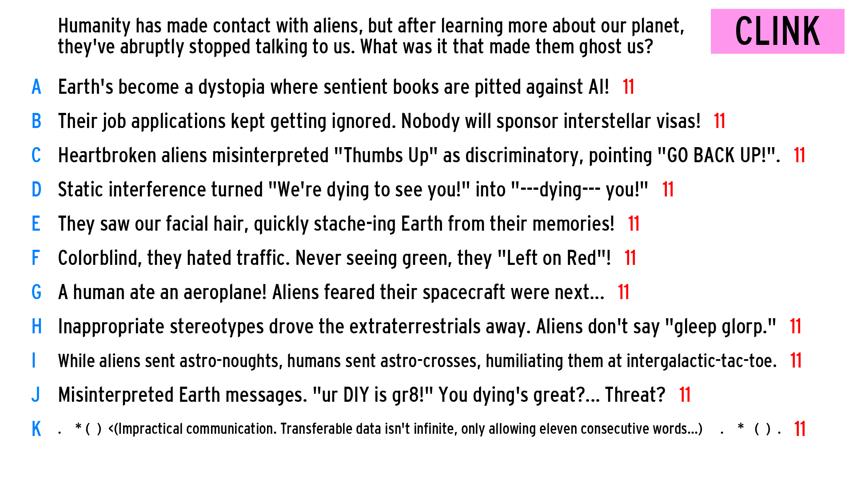 Humanity has made contact with aliens, but after learning more about our planet,
they've abruptly stopped talking to us. What was it that made them ghost us?
CLINK
A Earth's become a dystopia where sentient books are pitted against AI! 11
B Their job applications kept getting ignored. Nobody will sponsor interstellar visas! 11
C Heartbroken aliens misinterpreted "Thumbs Up" as discriminatory, pointing "GO BACK UP!". 11
D Static interference turned "We're dying to see you!" into "---dying--- you!" 11
E They saw our facial hair, quickly stache-ing Earth from their memories! 11
F Colorblind, they hated traffic. Never seeing green, they "Left on Red"! 11
G A human ate an aeroplane! Aliens feared their spacecraft were next... 11
H Inappropriate stereotypes drove the extraterrestrials away. Aliens don't say "gleep glorp." 11
I While aliens sent astro-noughts, humans sent astro-crosses, humiliating them at intergalactic-tac-toe. 11
J Misinterpreted Earth messages. "ur DIY is gr8!" You dying's great?... Threat? 11
K . * ( ) <(Impractical communication. Transferable data isn't infinite, only allowing eleven consecutive words...) . * ( ) . 11